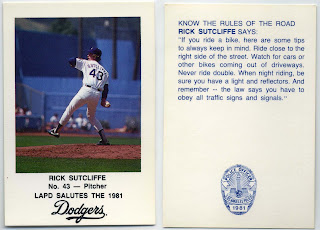 43
RICK SUTCLIFFE
No. 43 — Pitcher
LAPD SALUTES THE 1981
Dodgers
KNOW THE RULES OF THE ROAD
RICK SUTCLIFFE SAYS:
"If you ride a bike, here are some tips
to always keep in mind. Ride close to the
right side of the street. Watch for cars or
other bikes coming out of driveways.
Never ride double. When night riding, be
sure you have a light and reflectors. And
remember -- the law says you have to
obey all traffic signs and signals."
POLICE OFFICER
1981